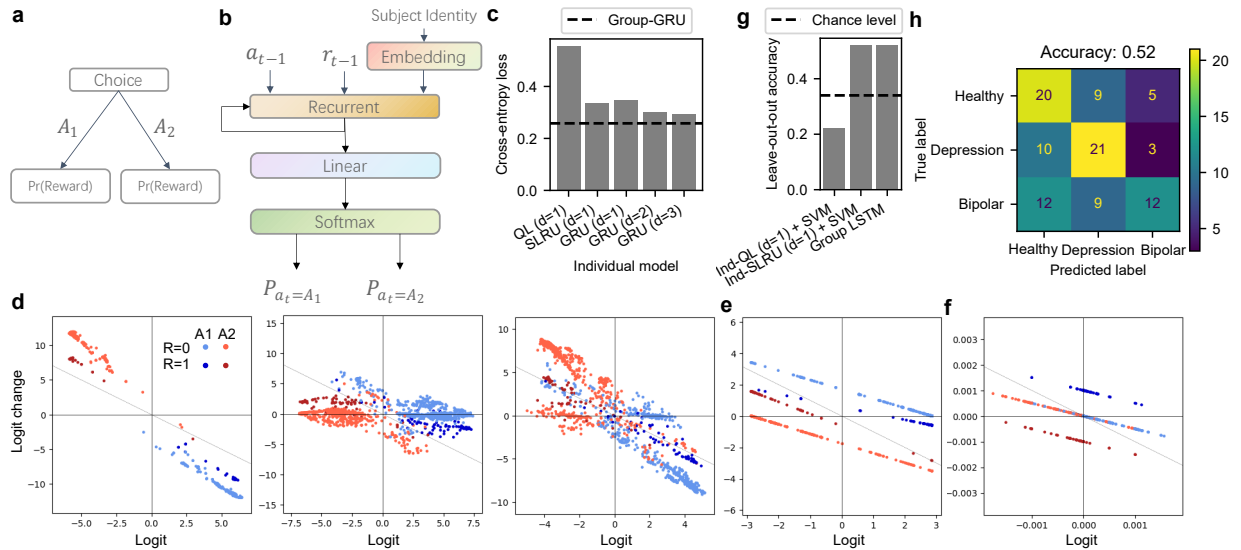 a
Choice
A1
A2
Pr(Reward)
Pr(Reward)
b
Subject Identity
Embedding
a_{t-1}
r_{t-1}
Recurrent
Linear
Softmax
P_{a_t=A_1}
P_{a_t=A_2}
c
Group-GRU
Cross-entropy loss
0.4
0.2
0.0
QL (d=1)
SLRU (d=1)
GRU (d=1)
GRU (d=2)
GRU (d=3)
Individual model
g
Chance level
Leave-out-out accuracy
0.4
0.2
0.0
Ind-QL (d=1) + SVM
Ind-SLRU (d=1) + SVM
Group LSTM
h
Accuracy: 0.52
True label
Healthy
Depression
Bipolar
20 9 5
10 21 3
12 9 12
Healthy Depression Bipolar
Predicted label
20
15
10
5
d
A1 A2
R=0
R=1
Logit change
10
5
0
−5
−10
−5.0 −2.5 0.0 2.5 5.0
Logit
15
10
5
0
−5
−10
−15
−7.5 −5.0 −2.5 0.0 2.5 5.0 7.5
Logit
10
5
0
−5
−10
−4 −2 0 2 4
Logit
e
6
4
2
0
−2
−4
−6
−3 −2 −1 0 1 2 3
Logit
f
0.003
0.002
0.001
0.000
−0.001
−0.002
−0.003
−0.001 0.000 0.001
Logit